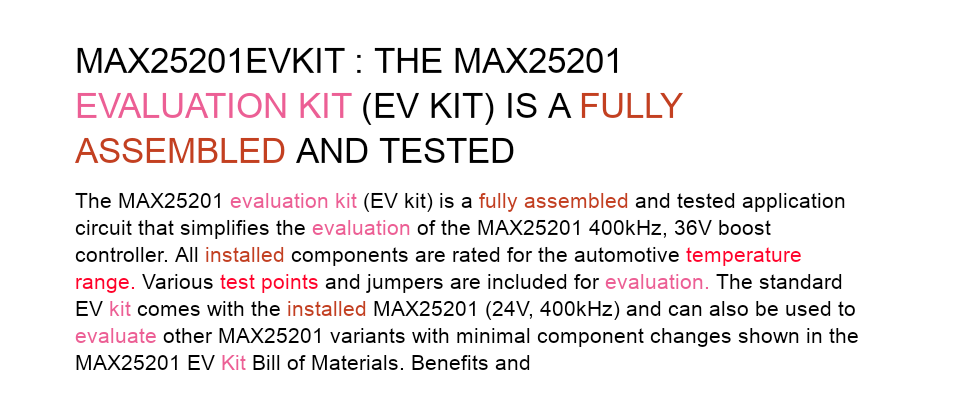 MAX25201EVKIT : THE MAX25201
EVALUATION KIT (EV KIT) IS A FULLY
ASSEMBLED AND TESTED
The MAX25201 evaluation kit (EV kit) is a fully assembled and tested application
circuit that simplifies the evaluation of the MAX25201 400kHz, 36V boost
controller. All installed components are rated for the automotive temperature
range. Various test points and jumpers are included for evaluation. The standard
EV kit comes with the installed MAX25201 (24V, 400kHz) and can also be used to
evaluate other MAX25201 variants with minimal component changes shown in the
MAX25201 EV Kit Bill of Materials. Benefits and